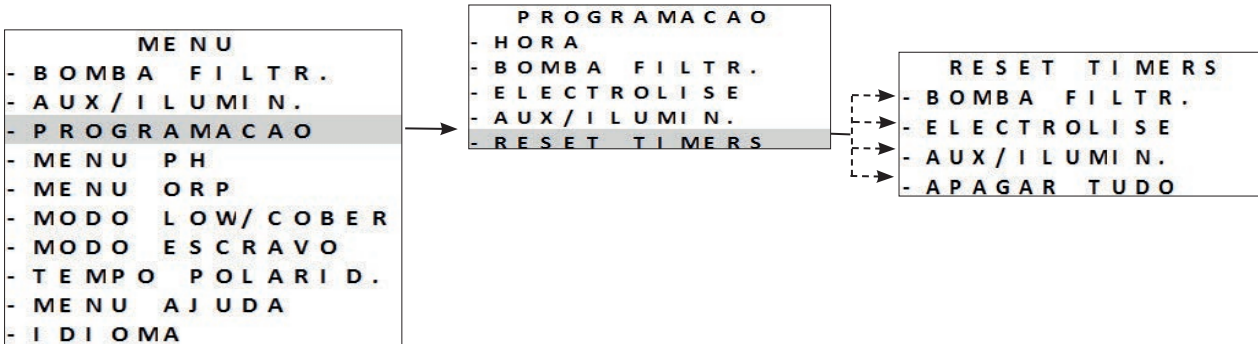 MENU
- BOMBA FILTR.
- AUX/ILUMIN.
- PROGRAMACAO
- MENU PH
- MENU ORP
- MODO LOW/COBER
- MODO ESCRAVO
- TEMPO POLARID.
- MENU AJUDA
- IDIOMA
PROGRAMACAO
- HORA
- BOMBA FILTR.
- ELECTROLISE
- AUX/ILUMIN.
- RESET TIMERS
RESET TIMERS
- BOMBA FILTR.
- ELECTROLISE
- AUX/ILUMIN.
- APAGAR TUDO